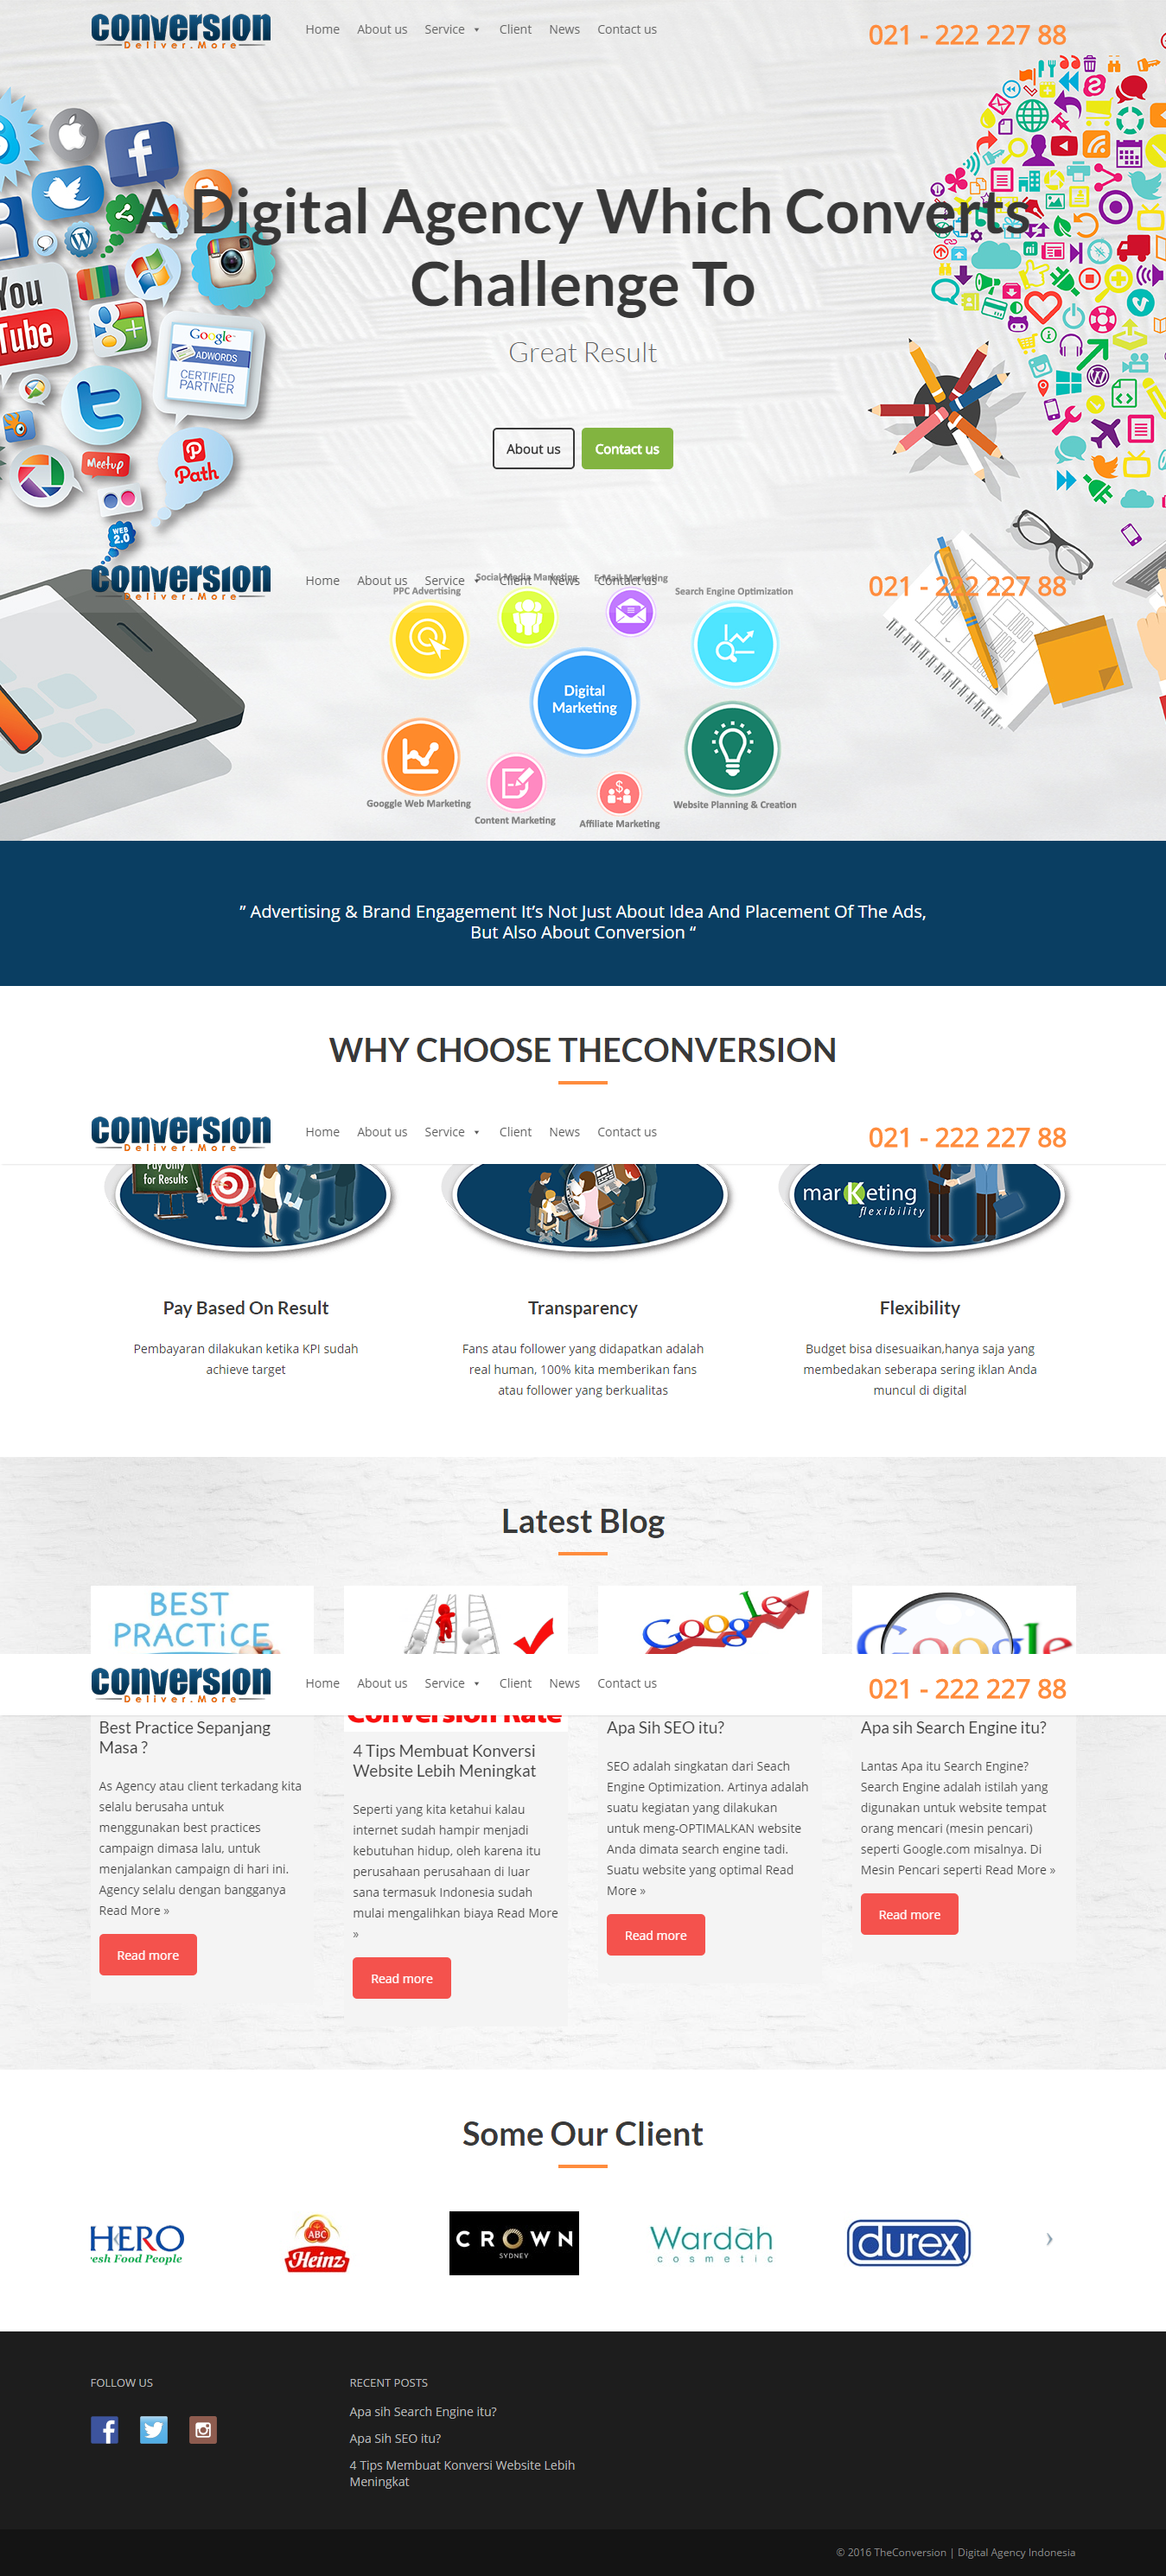 conversion
Deliver.More
Home About us Service Client News Contact us
021 - 222 227 88
You
Tube
Google
ADWORDS
CERTIFIED
PARTNER
Meetup
Path
WEB
2.0
A Digital Agency Which Converts
Challenge To
Great Result
About us Contact us
conversion
Deliver.More
Home About us Service Client News Contact us
021 - 222 227 88
Social Media Marketing E-Mail Marketing
PPC Advertising Search Engine Optimization
Digital
Marketing
Googgle Web Marketing Website Planning & Creation
Content Marketing Affiliate Marketing
” Advertising & Brand Engagement It’s Not Just About Idea And Placement Of The Ads,
But Also About Conversion “
WHY CHOOSE THECONVERSION
conversion
Deliver.More
Home About us Service Client News Contact us
021 - 222 227 88
Pay Only
for Results
marKeting
flexibility
Pay Based On Result
Pembayaran dilakukan ketika KPI sudah
achieve target
Transparency
Fans atau follower yang didapatkan adalah
real human, 100% kita memberikan fans
atau follower yang berkualitas
Flexibility
Budget bisa disesuaikan,hanya saja yang
membedakan seberapa sering iklan Anda
muncul di digital
Latest Blog
BEST
PRACTiCE
Google
Google
conversion
Deliver.More
Home About us Service Client News Contact us
021 - 222 227 88
Best Practice Sepanjang
Masa ?
As Agency atau client terkadang kita
selalu berusaha untuk
menggunakan best practices
campaign dimasa lalu, untuk
menjalankan campaign di hari ini.
Agency selalu dengan bangganya
Read More »
Read more
Conversion Rate
4 Tips Membuat Konversi
Website Lebih Meningkat
Seperti yang kita ketahui kalau
internet sudah hampir menjadi
kebutuhan hidup, oleh karena itu
perusahaan perusahaan di luar
sana termasuk Indonesia sudah
mulai mengalihkan biaya Read More
»
Read more
Apa Sih SEO itu?
SEO adalah singkatan dari Seach
Engine Optimization. Artinya adalah
suatu kegiatan yang dilakukan
untuk meng-OPTIMALKAN website
Anda dimata search engine tadi.
Suatu website yang optimal Read
More »
Read more
Apa sih Search Engine itu?
Lantas Apa itu Search Engine?
Search Engine adalah istilah yang
digunakan untuk website tempat
orang mencari (mesin pencari)
seperti Google.com misalnya. Di
Mesin Pencari seperti Read More »
Read more
Some Our Client
HERO
esh Food People
ABC
Heinz
CROWN
SYDNEY
Wardah
cosmetic
durex
FOLLOW US
RECENT POSTS
Apa sih Search Engine itu?
Apa Sih SEO itu?
4 Tips Membuat Konversi Website Lebih
Meningkat
© 2016 TheConversion | Digital Agency Indonesia